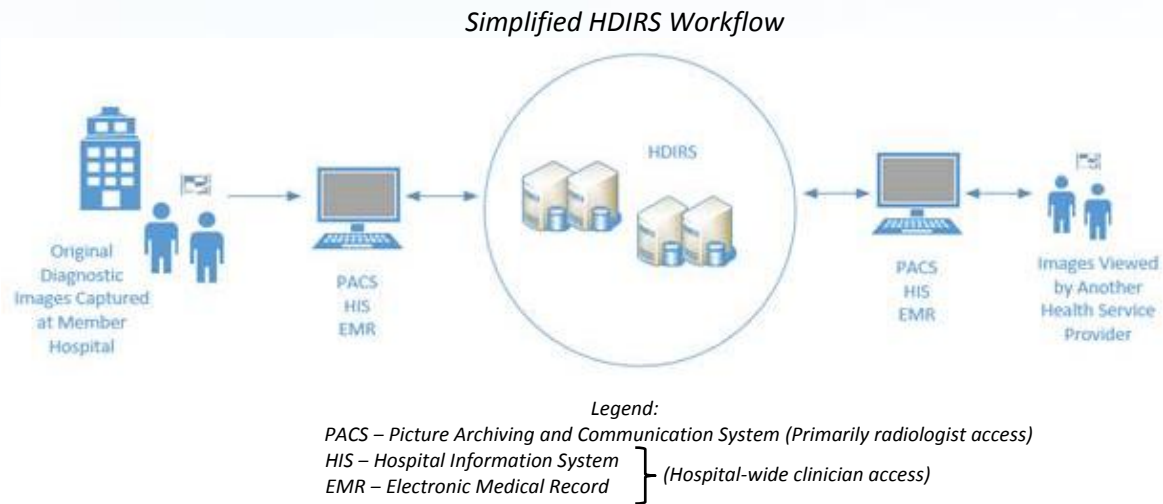 Simplified HDIRS Workflow
Original
Diagnostic
Images Captured
at Member
Hospital
PACS
HIS
EMR
HDIRS
PACS
HIS
EMR
Images Viewed
by Another
Health Service
Provider
Legend:
PACS – Picture Archiving and Communication System (Primarily radiologist access)
HIS – Hospital Information System
EMR – Electronic Medical Record
(Hospital-wide clinician access)